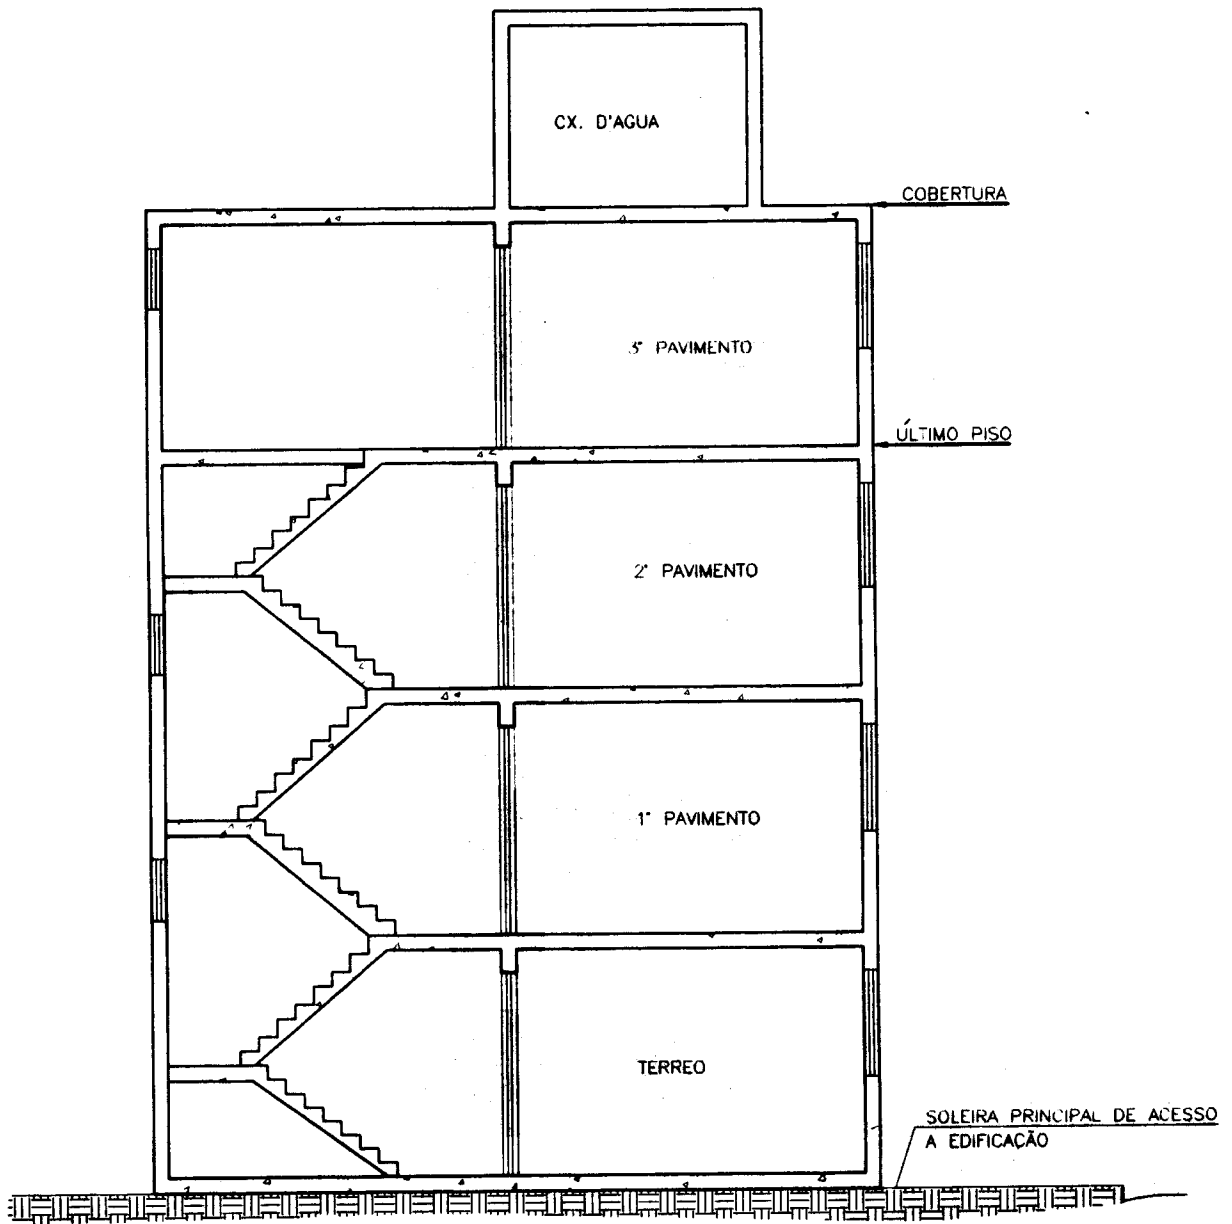 CX. D'AGUA
COBERTURA
3° PAVIMENTO
ÚLTIMO PISO
2° PAVIMENTO
1° PAVIMENTO
TERREO
SOLEIRA PRINCIPAL DE ACESSO
A EDIFICAÇÃO